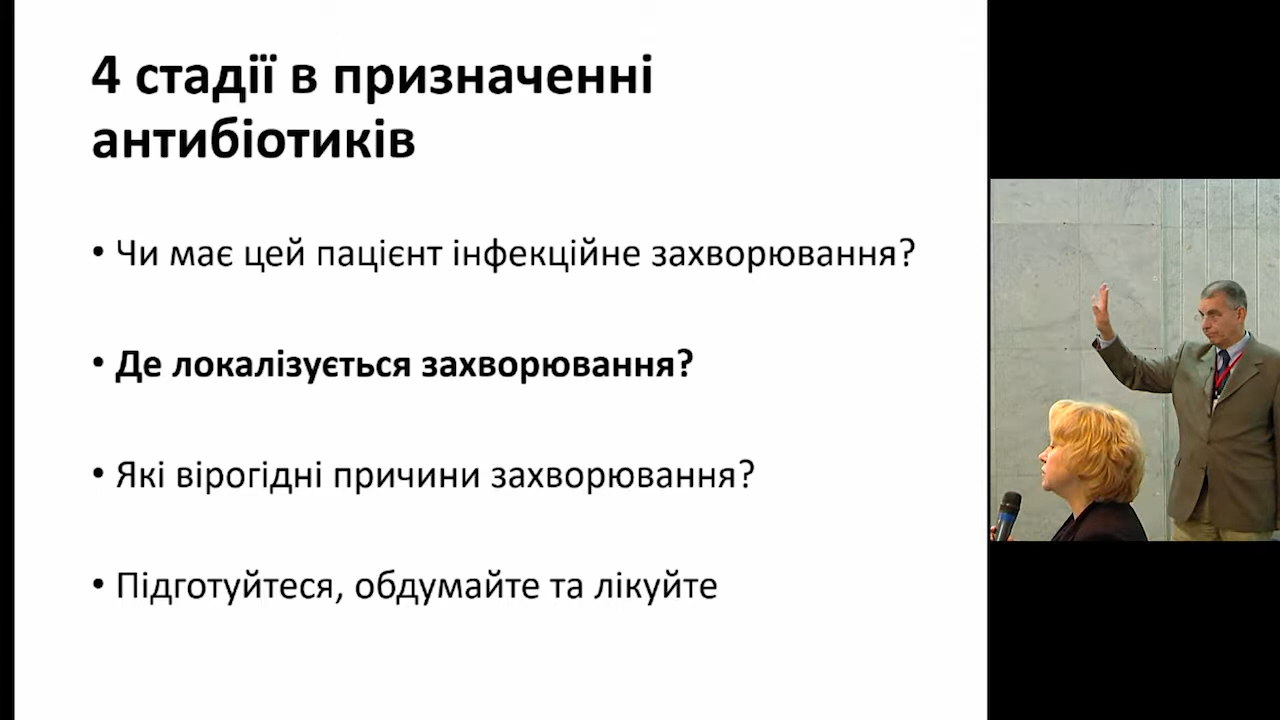 4 стадії в призначенні
антибіотиків
• Чи має цей пацієнт інфекційне захворювання?
• Де локалізується захворювання?
• Які вірогідні причини захворювання?
• Підготуйтеся, обдумайте та лікуйте